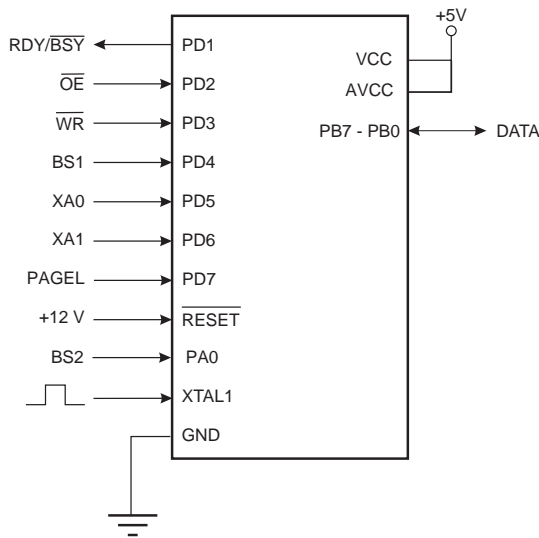 +5V
RDY/BSY PD1
VCC
OE PD2
AVCC
WR PD3
PB7 - PB0 DATA
BS1 PD4
XA0 PD5
XA1 PD6
PAGEL PD7
+12 V RESET
BS2 PA0
XTAL1
GND